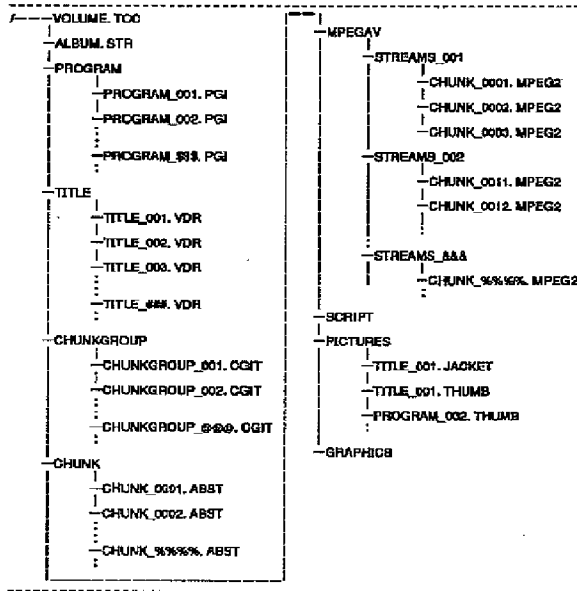 VOLUME. TOC
ALBUM. STR
PROGRAM
PROGRAM_001. PGI
PROGRAM_002. PGI
PROGRAM_$$$. PGI
TITLE
TITLE_001. VDR
TITLE_002. VDR
TITLE_003. VDR
TITLE_###. VDR
CHUNKGROUP
CHUNKGROUP_001. CGIT
CHUNKGROUP_002. CGIT
CHUNKGROUP_@@@. CGIT
CHUNK
CHUNK_0001. ABST
CHUNK_0002. ABST
CHUNK_%%%%. ABST
MPEGAV
STREAMS_001
CHUNK_0001. MPEG2
CHUNK_0002. MPEG2
CHUNK_0003. MPEG2
STREAMS_002
CHUNK_0011. MPEG2
CHUNK_0012. MPEG2
STREAMS_&&&
CHUNK_%%%%. MPEG2
SCRIPT
PICTURES
TITLE_001. JACKET
TITLE_001. THUMB
PROGRAM_002. THUMB
GRAPHICS